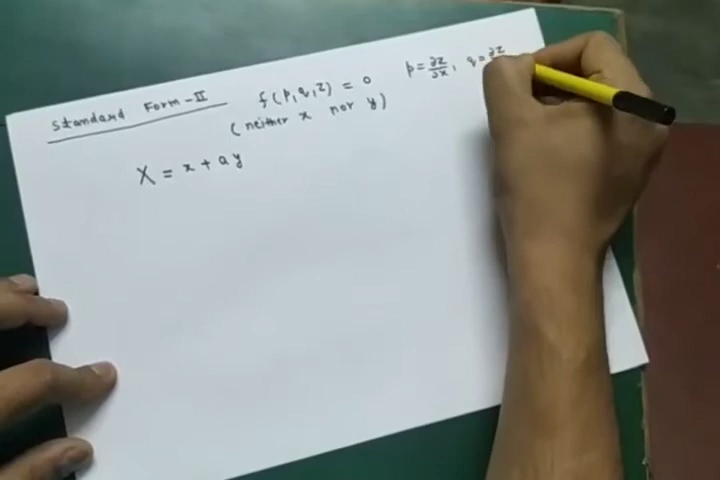 Standard Form-II f(p,q,z) = 0 p = ∂z/∂x, q = ∂z
(neither x nor y)
X = x + ay